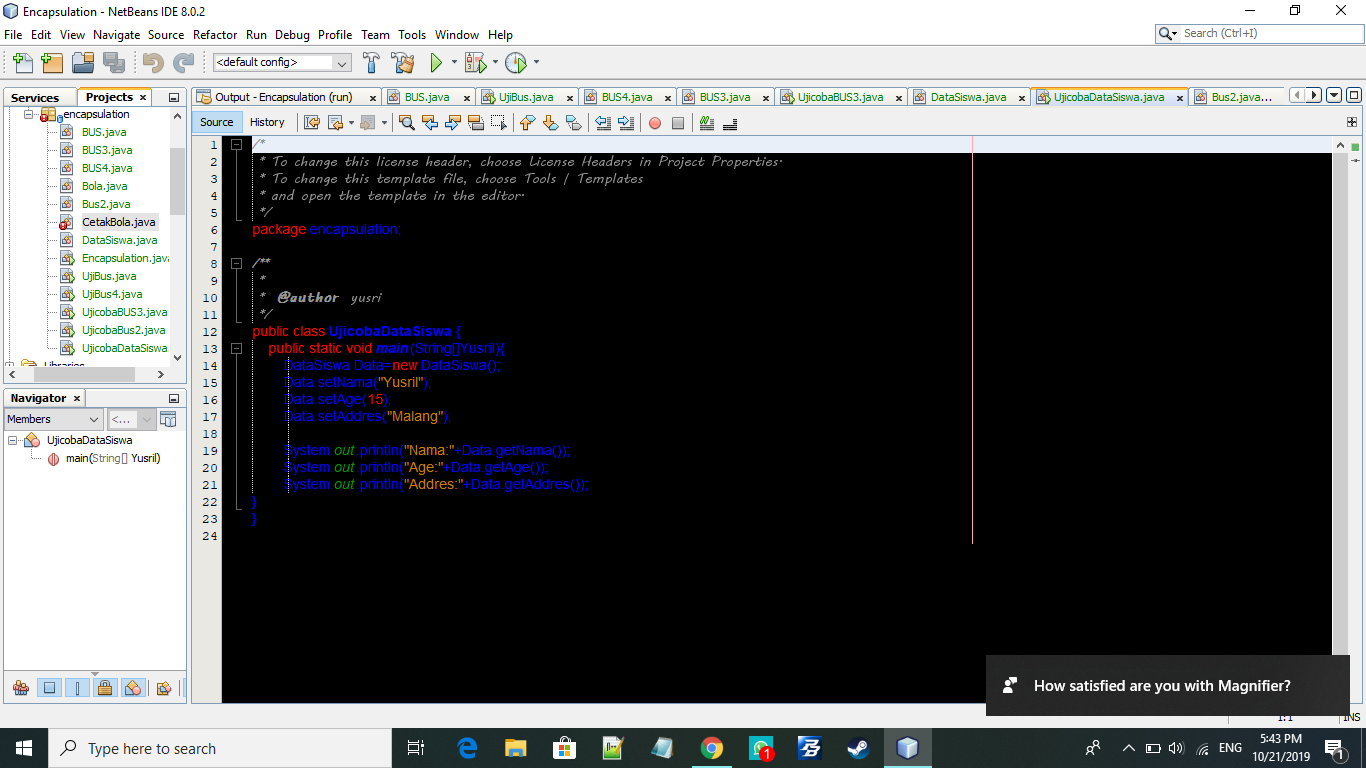 Encapsulation - NetBeans IDE 8.0.2
File Edit View Navigate Source Refactor Run Debug Profile Team Tools Window Help
Search (Ctrl+I)
<default config>
Services
Projects
Output - Encapsulation (run)
BUS.java
UjiBus.java
BUS4.java
BUS3.java
UjicobaBUS3.java
DataSiswa.java
UjicobaDataSiswa.java
Bus2.java...
Source
History
encapsulation
BUS.java
BUS3.java
BUS4.java
Bola.java
Bus2.java
CetakBola.java
DataSiswa.java
Encapsulation.java
UjiBus.java
UjiBus4.java
UjicobaBUS3.java
UjicobaBus2.java
UjicobaDataSiswa
Libraries
Navigator
Members
<...
UjicobaDataSiswa
main(String[] Yusril)
1 /*
2 * To change this license header, choose License Headers in Project Properties.
3 * To change this template file, choose Tools | Templates
4 * and open the template in the editor.
5 */
6 package encapsulation;
7
8 /**
9 *
10 * @author yusri
11 */
12 public class UjicobaDataSiswa {
13 public static void main(String[]Yusril){
14 DataSiswa Data=new DataSiswa();
15 Data.setNama("Yusril");
16 Data.setAge(15);
17 Data.setAddres("Malang");
18
19 System.out.println("Nama:"+Data.getNama());
20 System.out.println("Age:"+Data.getAge());
21 System.out.println("Addres:"+Data.getAddres());
22 }
23 }
24
How satisfied are you with Magnifier?
1:1
INS
Type here to search
1
ENG
5:43 PM
10/21/2019
1